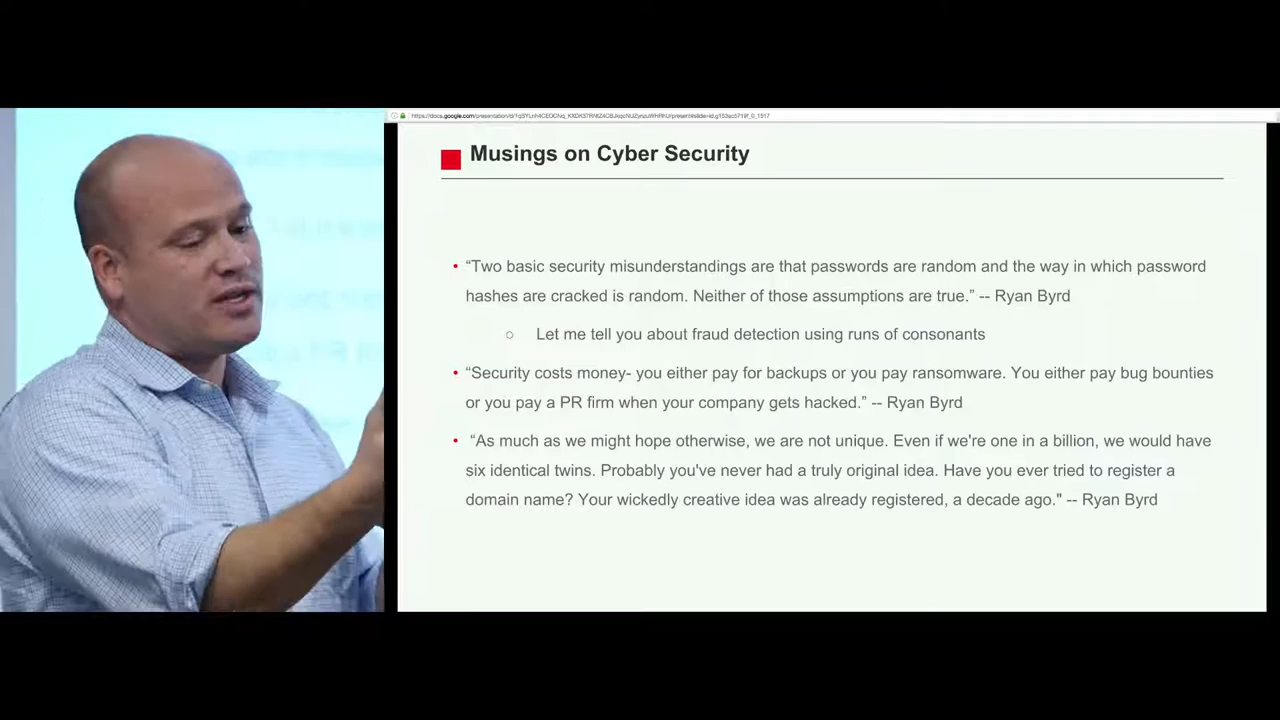 Musings on Cyber Security
• “Two basic security misunderstandings are that passwords are random and the way in which password
hashes are cracked is random. Neither of those assumptions are true.” -- Ryan Byrd
○ Let me tell you about fraud detection using runs of consonants
• “Security costs money- you either pay for backups or you pay ransomware. You either pay bug bounties
or you pay a PR firm when your company gets hacked.” -- Ryan Byrd
• “As much as we might hope otherwise, we are not unique. Even if we're one in a billion, we would have
six identical twins. Probably you've never had a truly original idea. Have you ever tried to register a
domain name? Your wickedly creative idea was already registered, a decade ago." -- Ryan Byrd